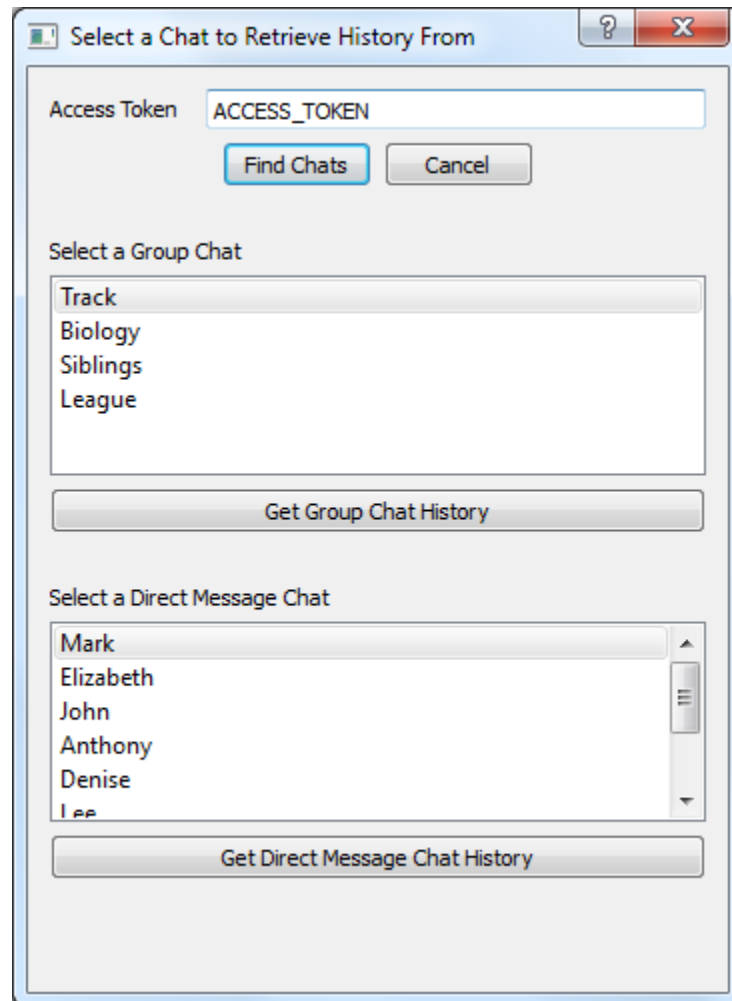 Select a Chat to Retrieve History From
Access Token ACCESS_TOKEN
Find Chats Cancel
Select a Group Chat
Track
Biology
Siblings
League
Get Group Chat History
Select a Direct Message Chat
Mark
Elizabeth
John
Anthony
Denise
Lee
Get Direct Message Chat History